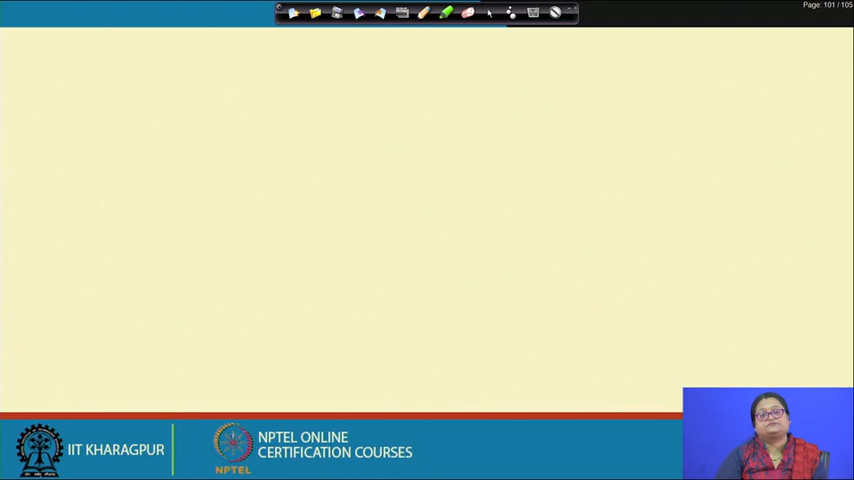 Page: 101 / 105
IIT KHARAGPUR
NPTEL
NPTEL ONLINE
CERTIFICATION COURSES